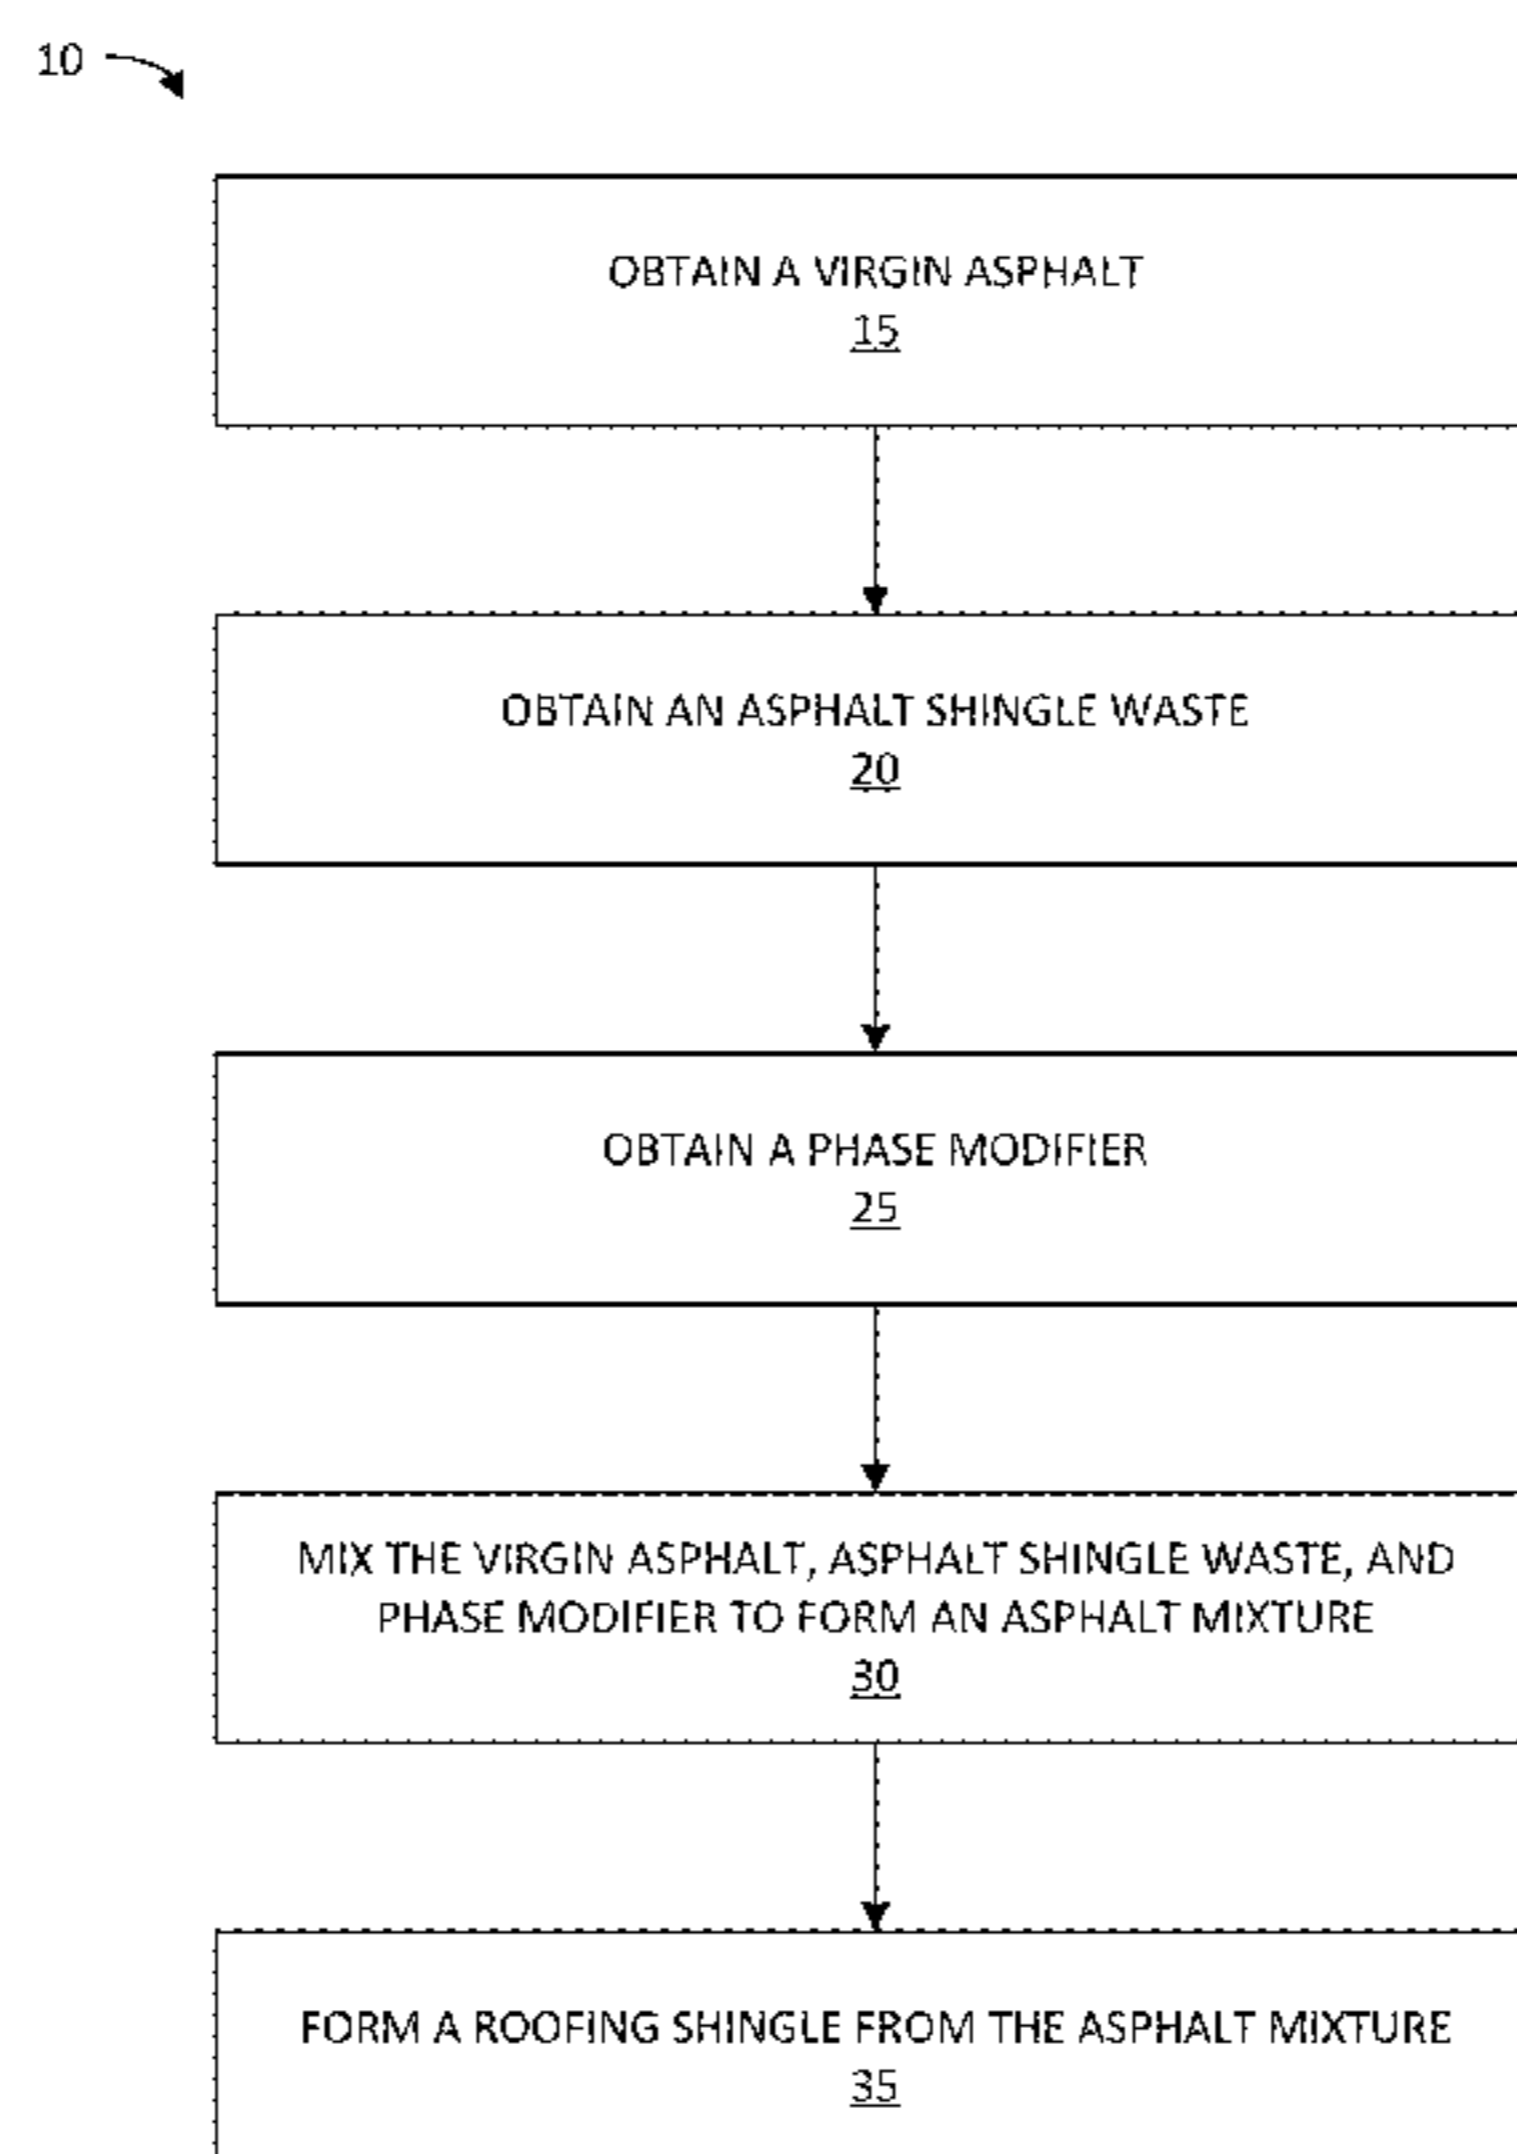 10
OBTAIN A VIRGIN ASPHALT
15
OBTAIN AN ASPHALT SHINGLE WASTE
20
OBTAIN A PHASE MODIFIER
25
MIX THE VIRGIN ASPHALT, ASPHALT SHINGLE WASTE, AND
PHASE MODIFIER TO FORM AN ASPHALT MIXTURE
30
FORM A ROOFING SHINGLE FROM THE ASPHALT MIXTURE
35